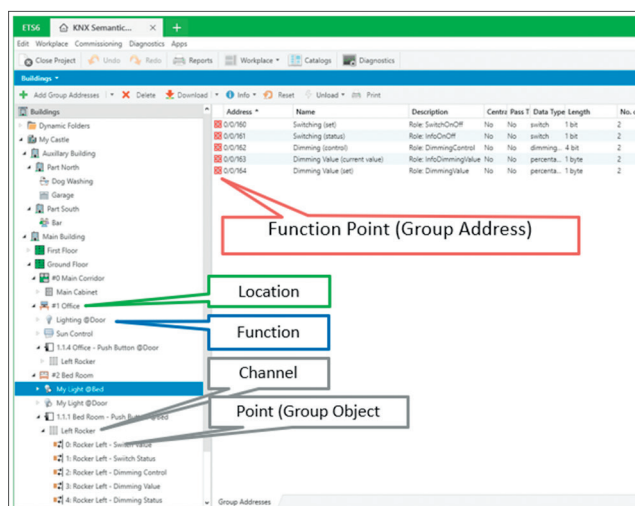 ETS6 KNX Semantic... × +
Edit Workplace Commissioning Diagnostics Apps
Close Project Undo Redo Reports Workplace Catalogs Diagnostics
Buildings
Add Group Addresses Delete Download Info Reset Unload Print
Buildings
Dynamic Folders
My Castle
Auxillary Building
Part North
Dog Washing
Garage
Part South
Bar
Main Building
First Floor
Ground Floor
#0 Main Corridor
Main Cabinet
#1 Office
Lighting @Door
Sun Control
1.1.4 Office - Push Button @Door
Left Rocker
#2 Bed Room
My Light @Bed
My Light @Door
1.1.1 Bed Room - Push
Left Rocker
0: Rocker Left - Switch Value
1: Rocker Left - Swiitch Status
2: Rocker Left - Dimming Control
3: Rocker Left - Dimming Value
4: Rocker Left - Dimming Status
Address Name Description Centra Pass T Data Type Length No.
0/0/160 Switching (set) Role: SwitchOnOff No No switch 1 bit 2
0/0/161 Switching (status) Role: InfoOnOff No No switch 1 bit 2
0/0/162 Dimming (control) Role: DimmingControl No No dimming... 4 bit 2
0/0/163 Dimming Value (current value) Role: InfoDimmingValue No No percenta... 1 byte 2
0/0/164 Dimming Value (set) Role: DimmingValue No No percenta... 1 byte 2
Function Point (Group Address)
Location
Function
Channel
Point (Group Object
Group Addresses